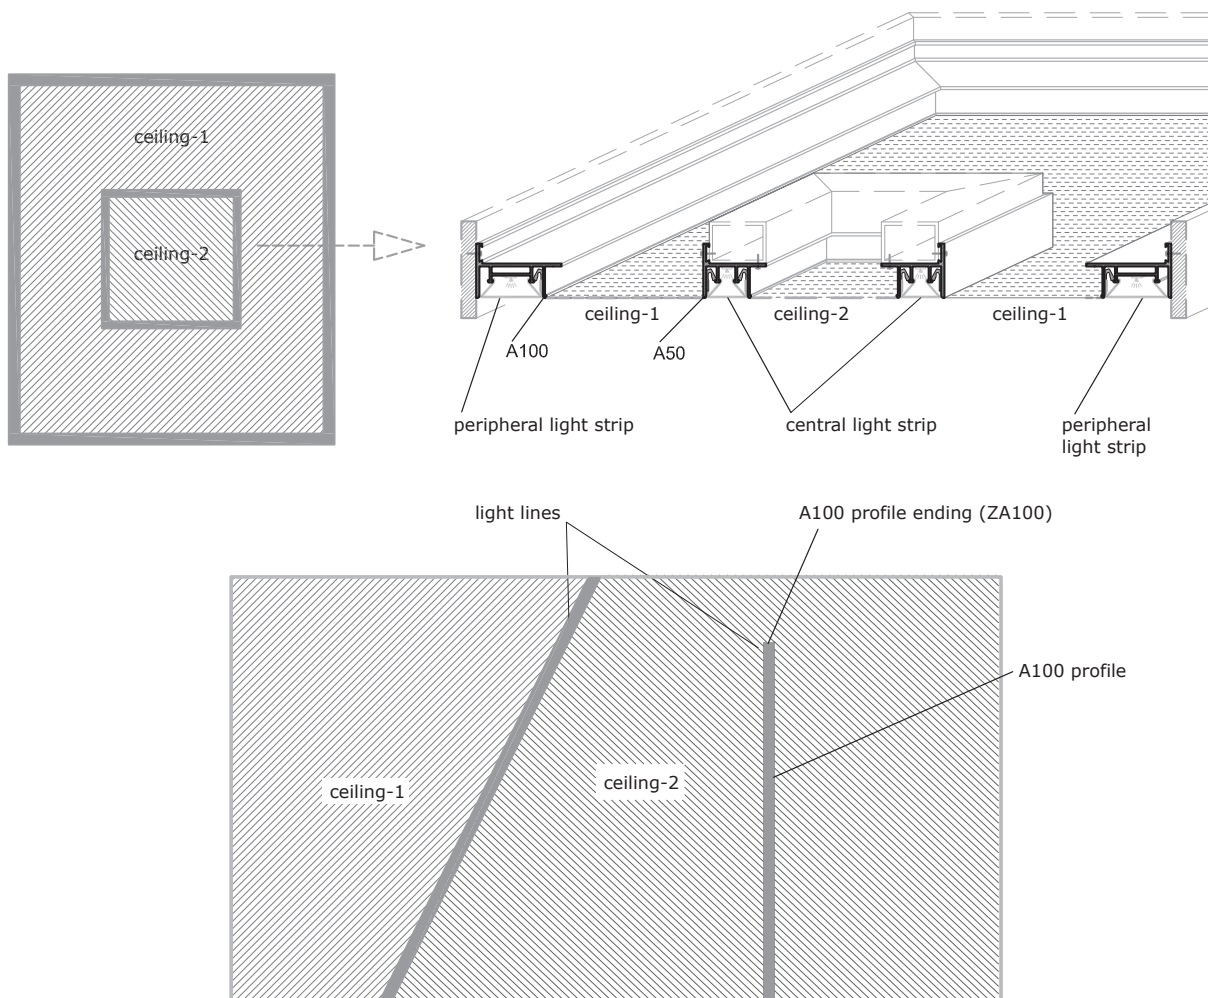 ceiling-1
ceiling-2
ceiling-1
ceiling-2
ceiling-1
A100
A50
peripheral light strip
central light strip
peripheral
light strip
light lines
A100 profile ending (ZA100)
A100 profile
ceiling-1
ceiling-2